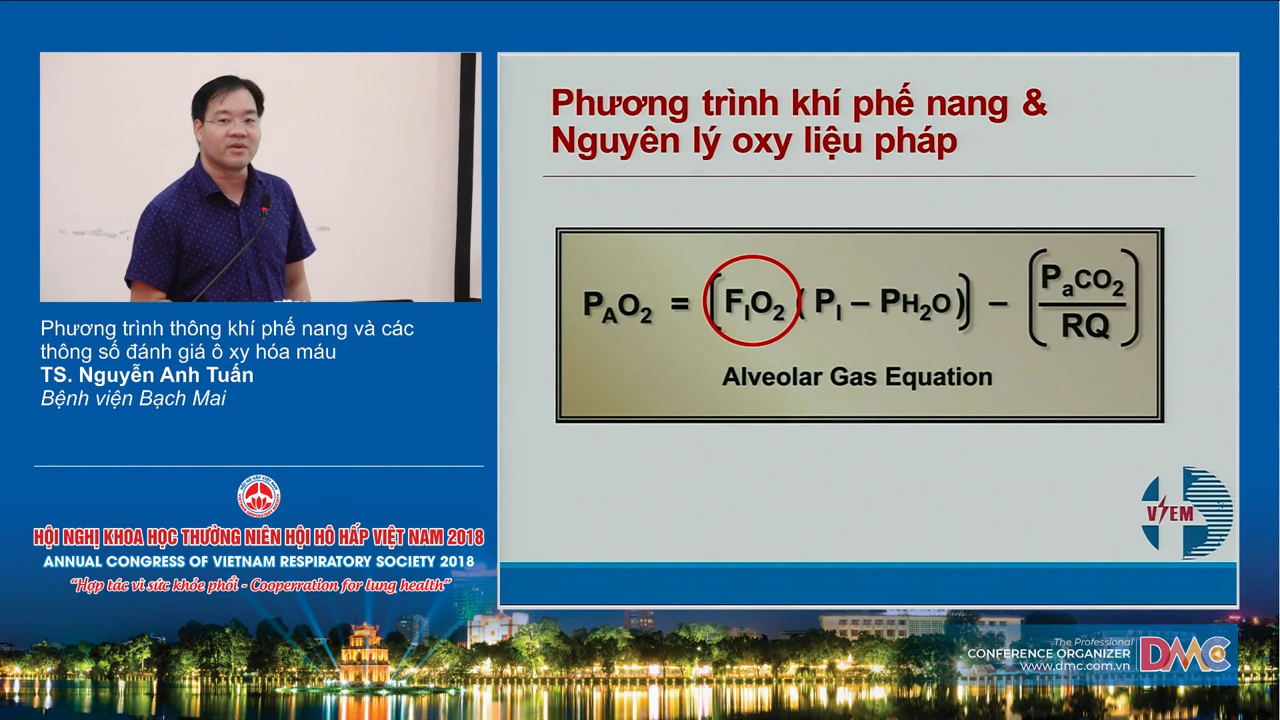 Phương trình khí phế nang &
Nguyên lý oxy liệu pháp
PAO2 = [FIO2 (PI – PH2O)] – (PaCO2 / RQ)
Alveolar Gas Equation
VSEM
Phương trình thông khí phế nang và các
thông số đánh giá ô xy hóa máu
TS. Nguyễn Anh Tuấn
Bệnh viện Bạch Mai
HỘI NGHỊ KHOA HỌC THƯỜNG NIÊN HỘI HÔ HẤP VIỆT NAM 2018
ANNUAL CONGRESS OF VIETNAM RESPIRATORY SOCIETY 2018
“Hợp tác vì sức khỏe phổi - Cooperration for lung health”
The Professional
CONFERENCE ORGANIZER
www.dmc.com.vn
DMC